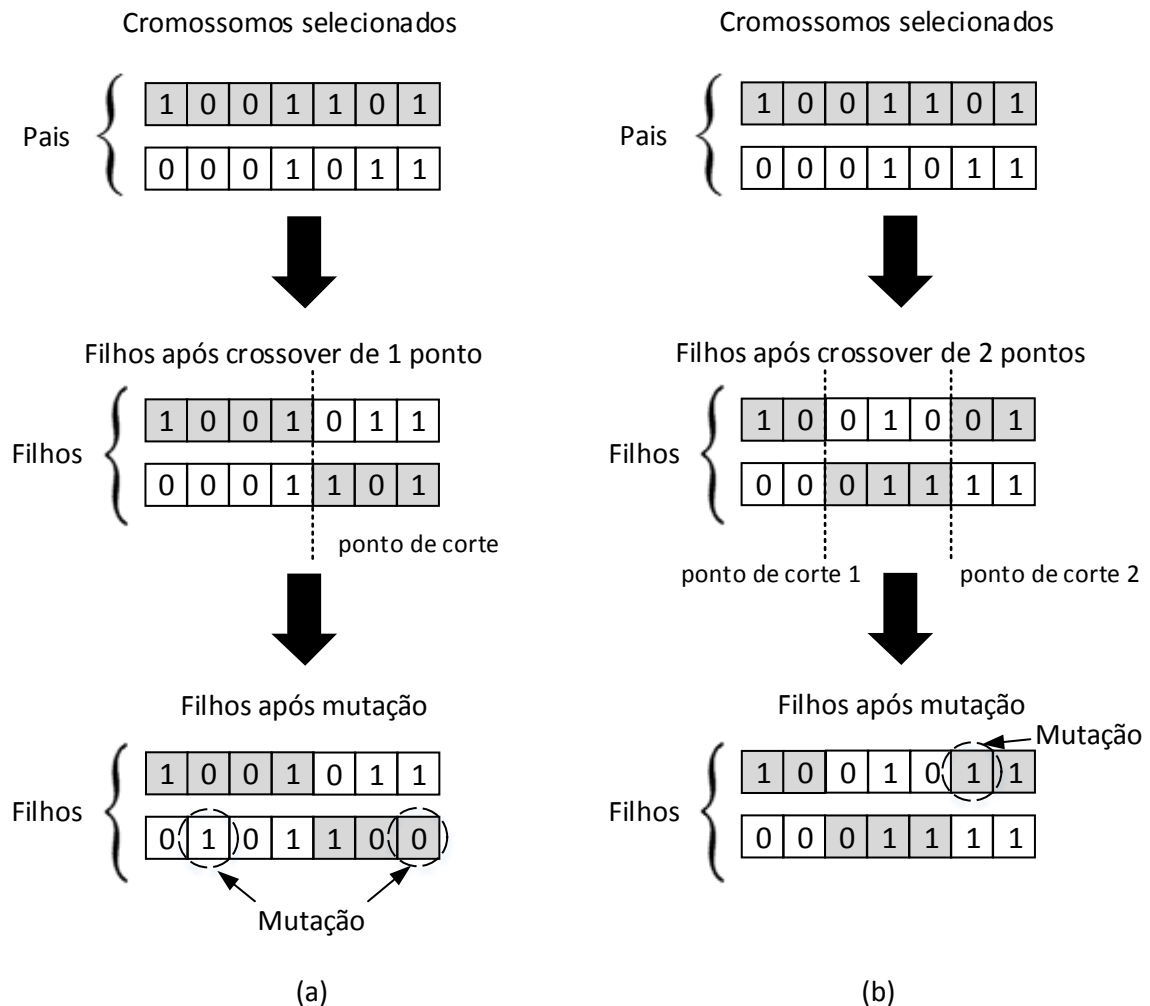 Cromossomos selecionados
Pais
1 0 0 1 1 0 1
0 0 0 1 0 1 1
Filhos após crossover de 1 ponto
Filhos
1 0 0 1 0 1 1
0 0 0 1 1 0 1
ponto de corte
Filhos após mutação
Filhos
1 0 0 1 0 1 1
0 1 0 1 1 0 0
Mutação
(a)
Cromossomos selecionados
Pais
1 0 0 1 1 0 1
0 0 0 1 0 1 1
Filhos após crossover de 2 pontos
Filhos
1 0 0 1 0 0 1
0 0 0 1 1 1 1
ponto de corte 1
ponto de corte 2
Filhos após mutação
Mutação
Filhos
1 0 0 1 0 1 1
0 0 0 1 1 1 1
(b)